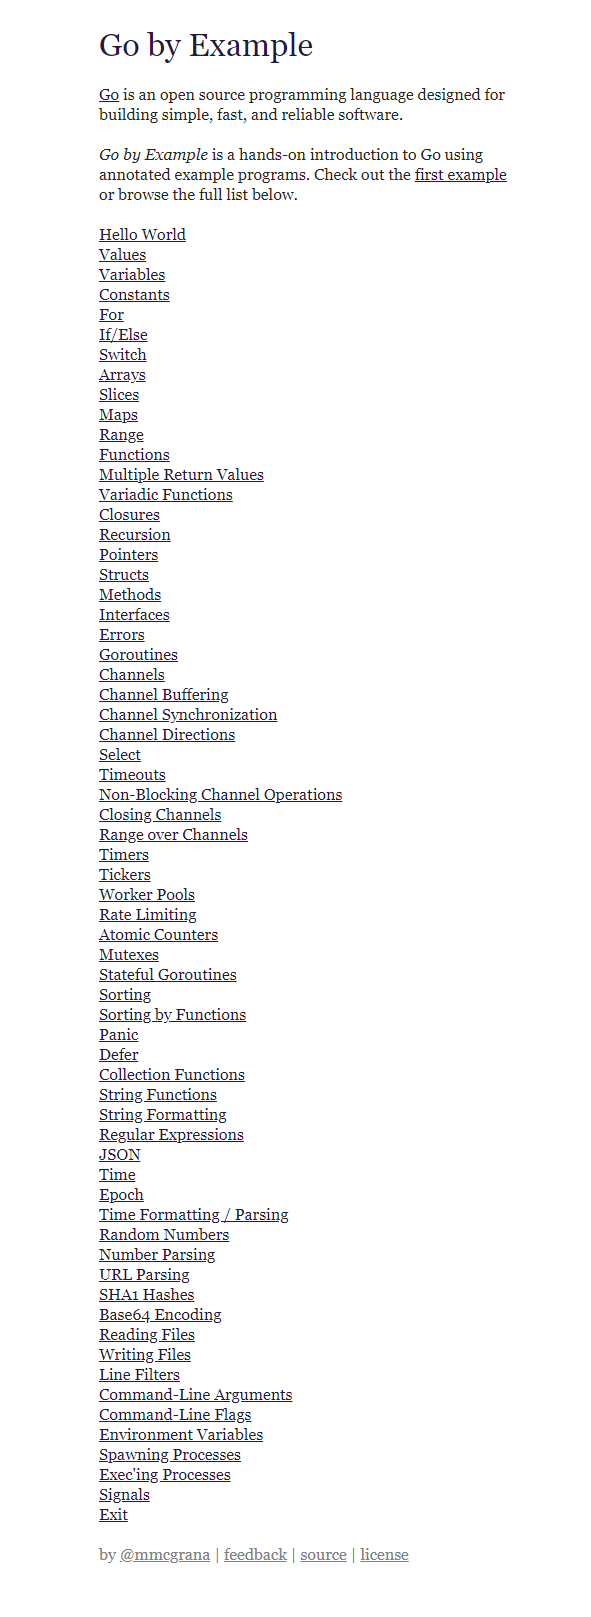 Go by Example
Go is an open source programming language designed for
building simple, fast, and reliable software.
Go by Example is a hands-on introduction to Go using
annotated example programs. Check out the first example
or browse the full list below.
Hello World
Values
Variables
Constants
For
If/Else
Switch
Arrays
Slices
Maps
Range
Functions
Multiple Return Values
Variadic Functions
Closures
Recursion
Pointers
Structs
Methods
Interfaces
Errors
Goroutines
Channels
Channel Buffering
Channel Synchronization
Channel Directions
Select
Timeouts
Non-Blocking Channel Operations
Closing Channels
Range over Channels
Timers
Tickers
Worker Pools
Rate Limiting
Atomic Counters
Mutexes
Stateful Goroutines
Sorting
Sorting by Functions
Panic
Defer
Collection Functions
String Functions
String Formatting
Regular Expressions
JSON
Time
Epoch
Time Formatting / Parsing
Random Numbers
Number Parsing
URL Parsing
SHA1 Hashes
Base64 Encoding
Reading Files
Writing Files
Line Filters
Command-Line Arguments
Command-Line Flags
Environment Variables
Spawning Processes
Exec'ing Processes
Signals
Exit
by @mmcgrana | feedback | source | license